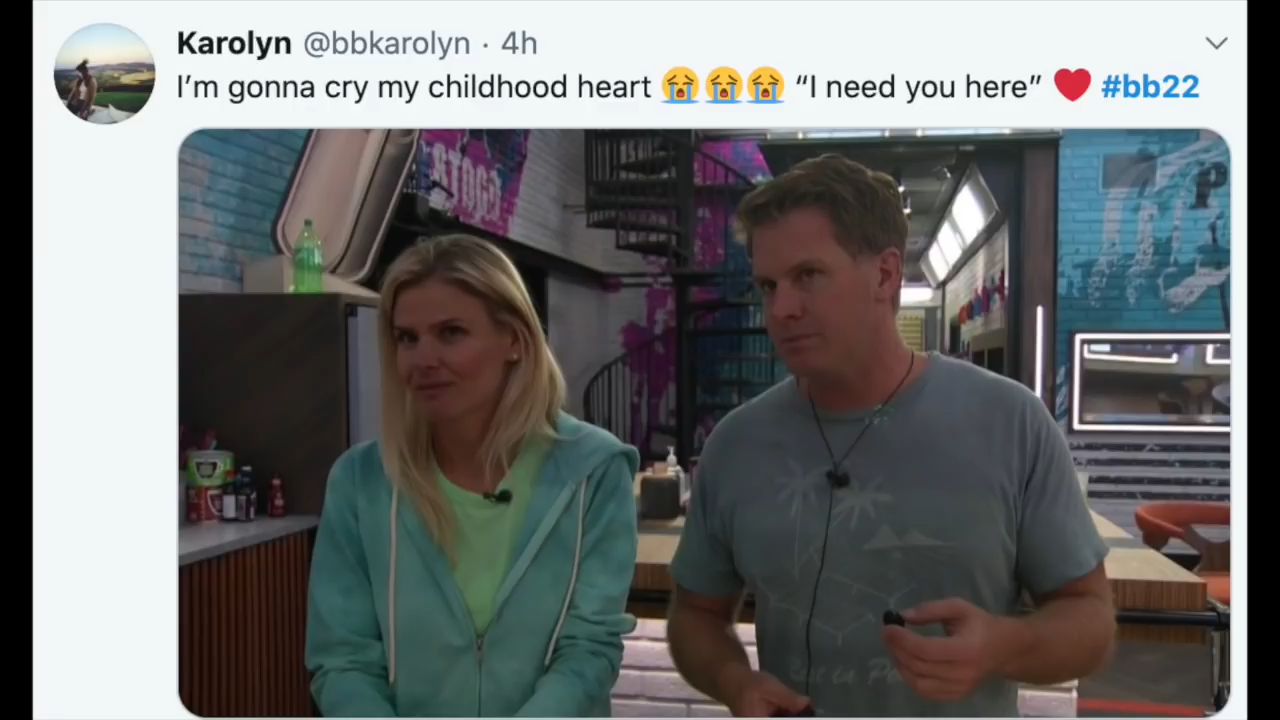 Karolyn @bbkarolyn · 4h
I’m gonna cry my childhood heart 😭😭😭 “I need you here” ❤️ #bb22
P